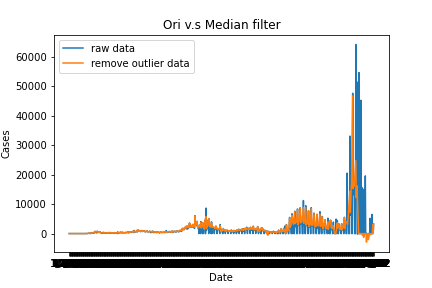 Ori v.s Median filter
raw data
remove outlier data
60000
50000
40000
30000
20000
10000
0
Cases
Date